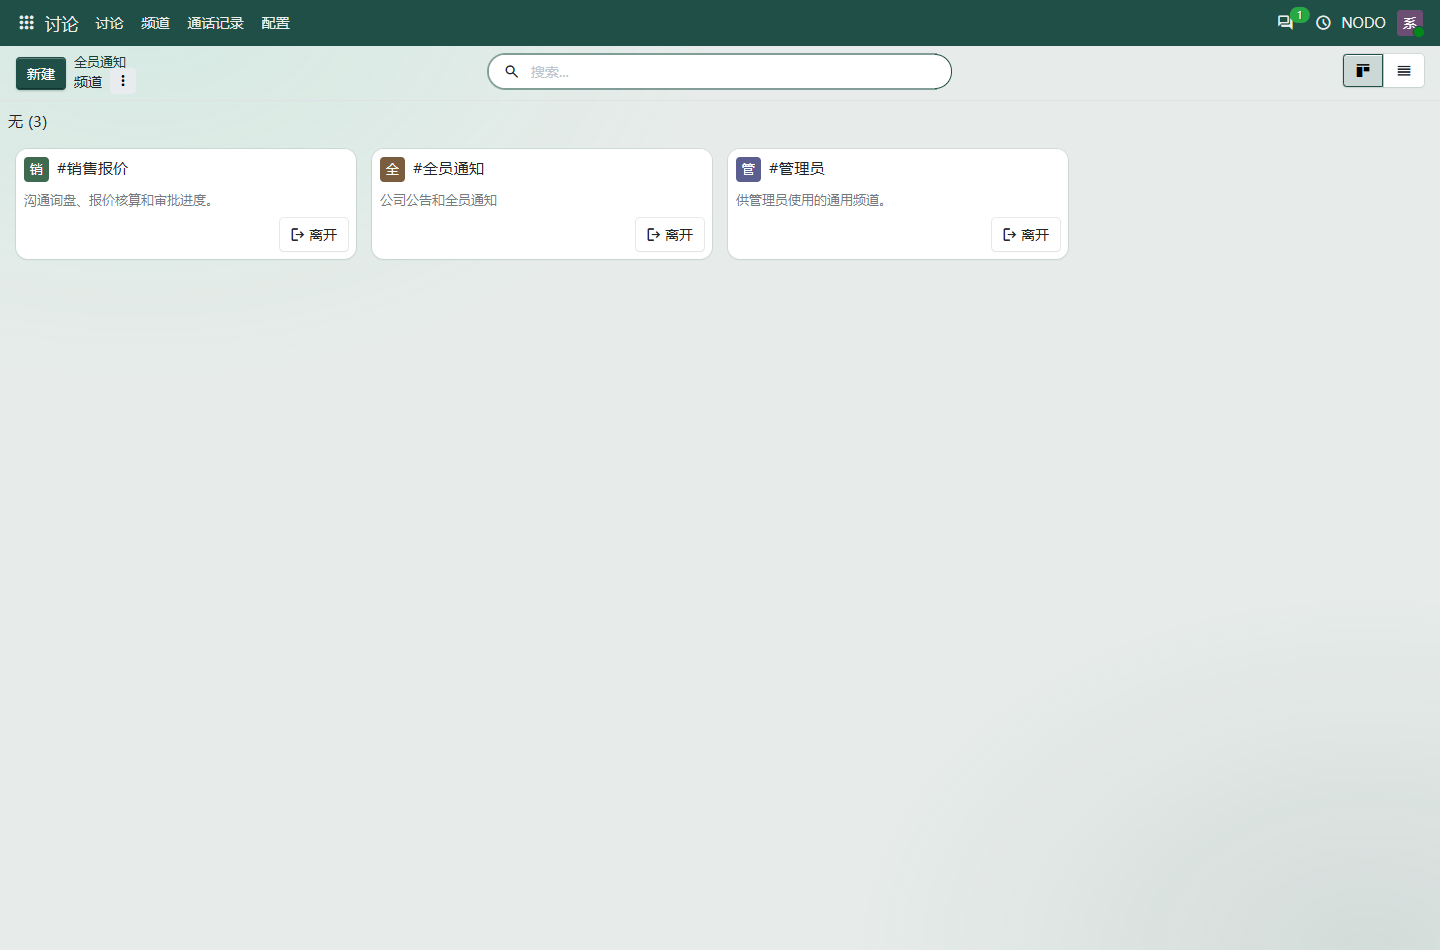 讨论 讨论 频道 通话记录 配置 1 NODO 系
新建 全员通知
频道
搜索...
无 (3)
销 #销售报价
沟通询盘、报价核算和审批进度。
离开
全 #全员通知
公司公告和全员通知
离开
管 #管理员
供管理员使用的通用频道。
离开